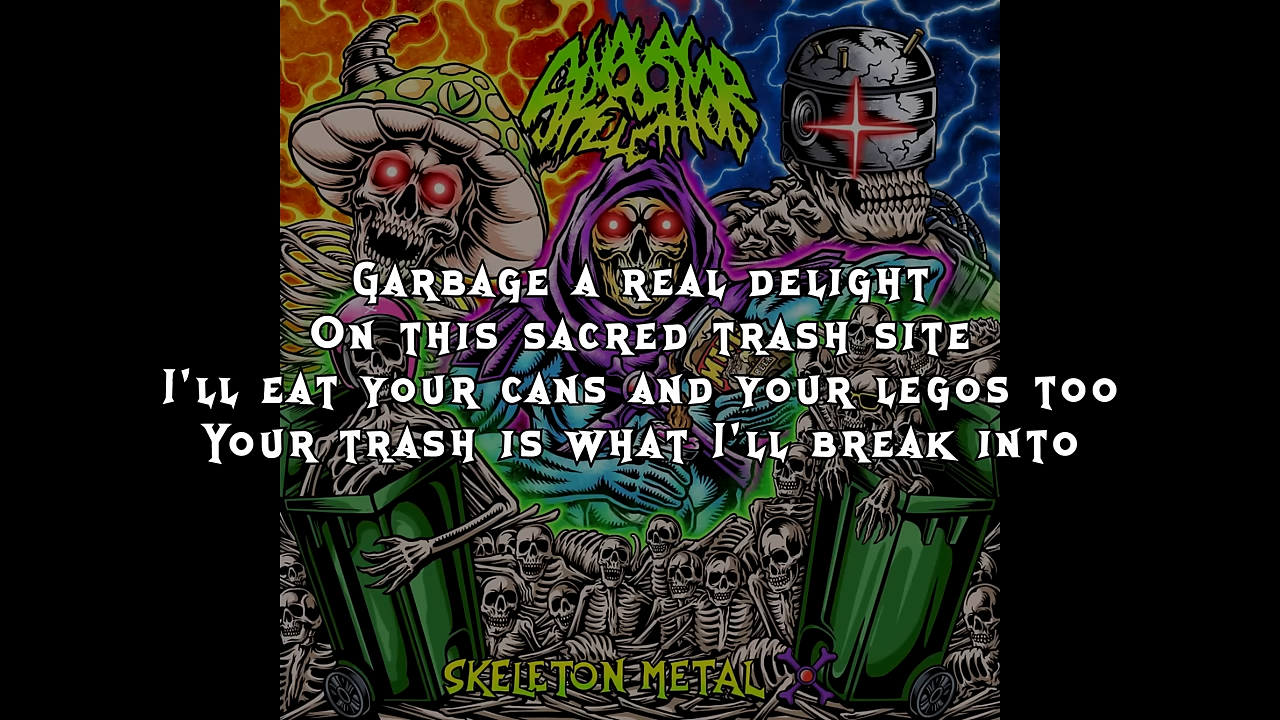 Garbage a real delight
On this sacred trash site
I'll eat your cans and your legos too
Your trash is what I'll break into
SKELETON METAL